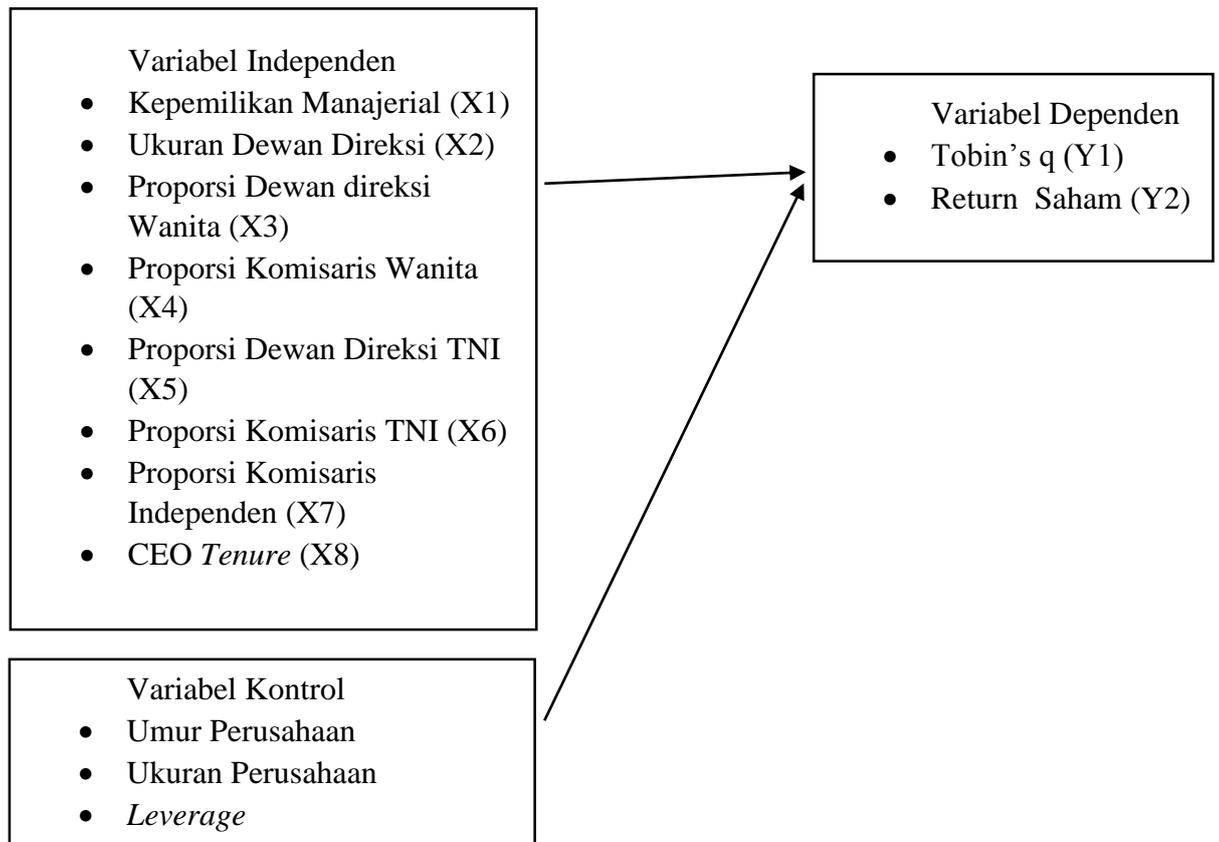 Variabel Independen
• Kepemilikan Manajerial (X1)
• Ukuran Dewan Direksi (X2)
• Proporsi Dewan direksi
Wanita (X3)
• Proporsi Komisaris Wanita
(X4)
• Proporsi Dewan Direksi TNI
(X5)
• Proporsi Komisaris TNI (X6)
• Proporsi Komisaris
Independen (X7)
• CEO Tenure (X8)
Variabel Dependen
• Tobin’s q (Y1)
• Return Saham (Y2)
Variabel Kontrol
• Umur Perusahaan
• Ukuran Perusahaan
• Leverage